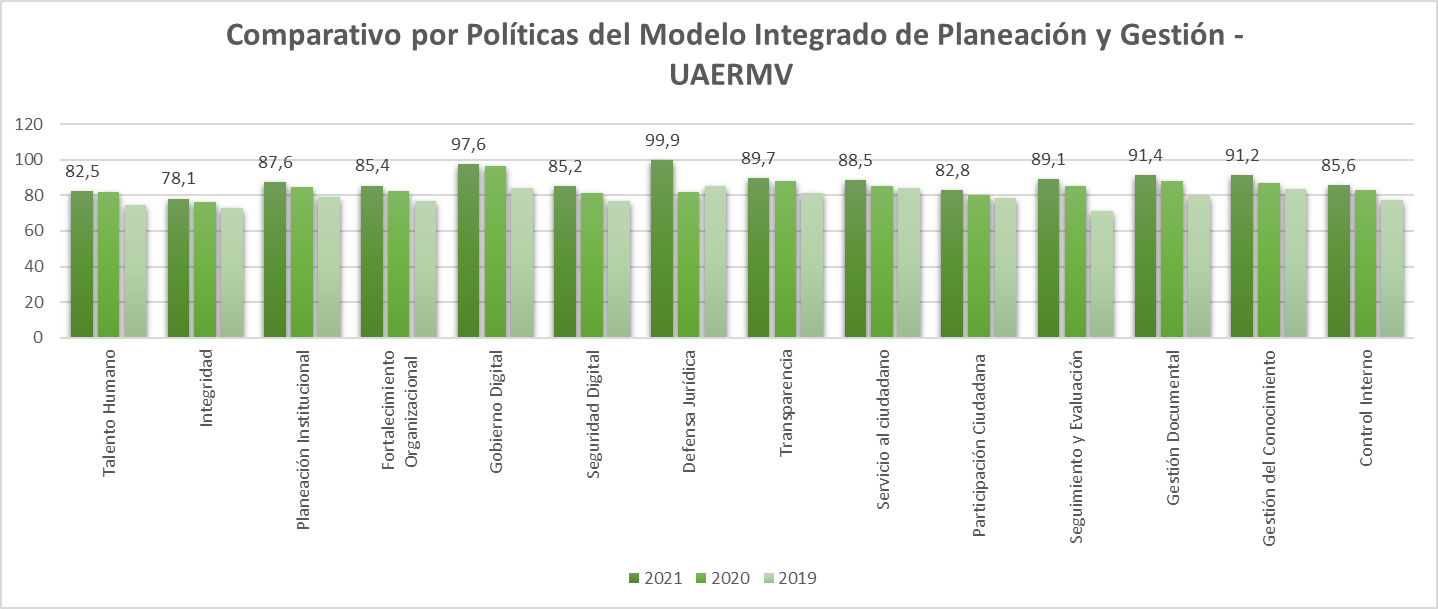 Comparativo por Políticas del Modelo Integrado de Planeación y Gestión -
UAERMV
120
100
80
60
40
20
0
82,5
78,1
87,6
85,4
97,6
85,2
99,9
89,7
88,5
82,8
89,1
91,4
91,2
85,6
Talento Humano
Integridad
Planeación Institucional
Fortalecimiento
Organizacional
Gobierno Digital
Seguridad Digital
Defensa Jurídica
Transparencia
Servicio al ciudadano
Participación Ciudadana
Seguimiento y Evaluación
Gestión Documental
Gestión del Conocimiento
Control Interno
2021 2020 2019